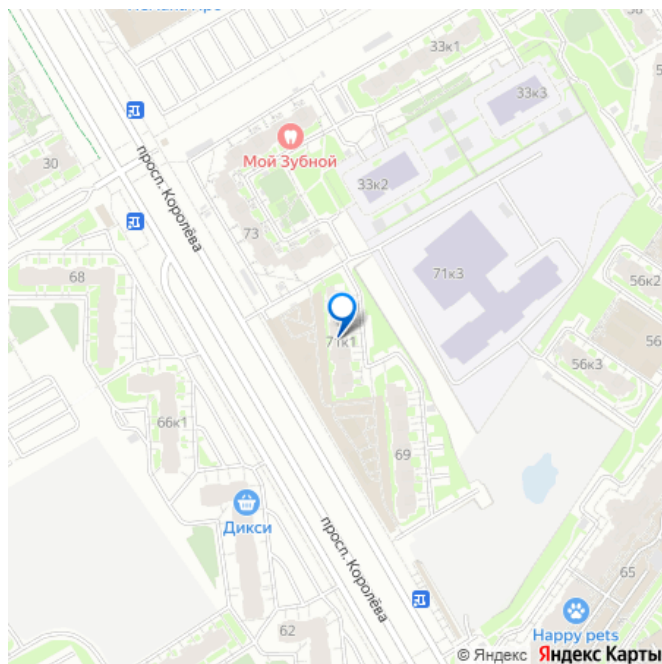 33к1
33к3
Мой Зубной
30
33к2
просп. Королёва
73
71к3
68
56к2
71к1
56
56к3
66к1
69
Дикси
просп. Королёва
65
62
Happy pets
© Яндекс Яндекс Карты